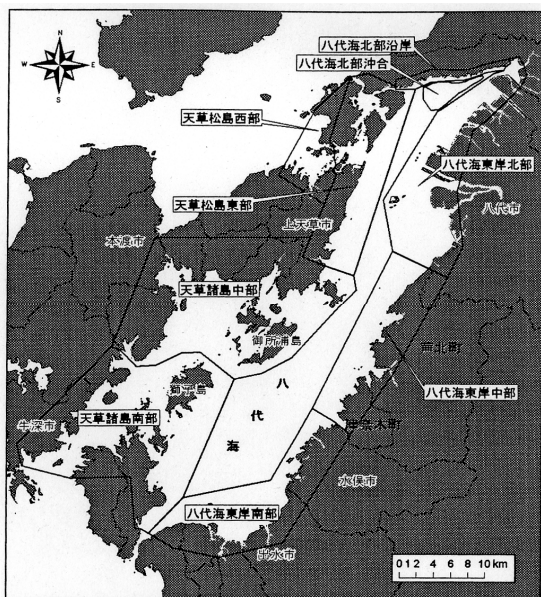 N
W E
S
八代海北部沿岸
八代海北部沖合
天草松島西部
八代海東岸北部
天草松島東部
八代市
上天草市
本渡市
天草諸島中部
御所浦島
芦北町
獅子島
八代海東岸中部
八
代
海
天草諸島南部
牛深市
津奈木町
水俣市
八代海東岸南部
出水市
0 1 2 4 6 8 10 km